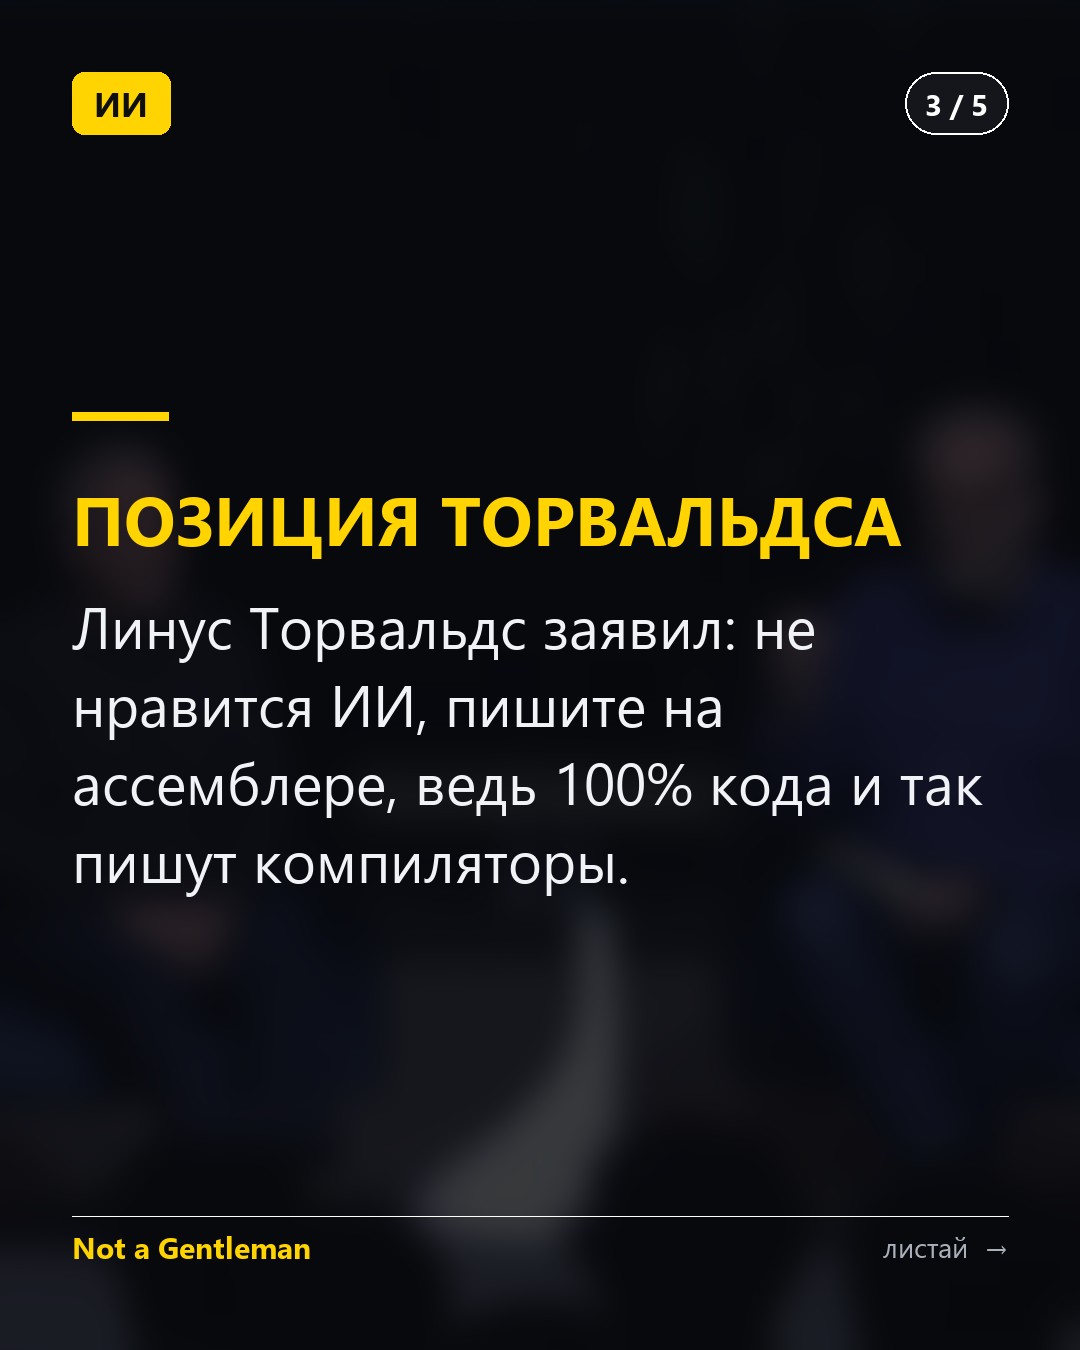 ИИ
3 / 5
ПОЗИЦИЯ ТОРВАЛЬДСА
Линус Торвальдс заявил: не
нравится ИИ, пишите на
ассемблере, ведь 100% кода и так
пишут компиляторы.
Not a Gentleman
листай →